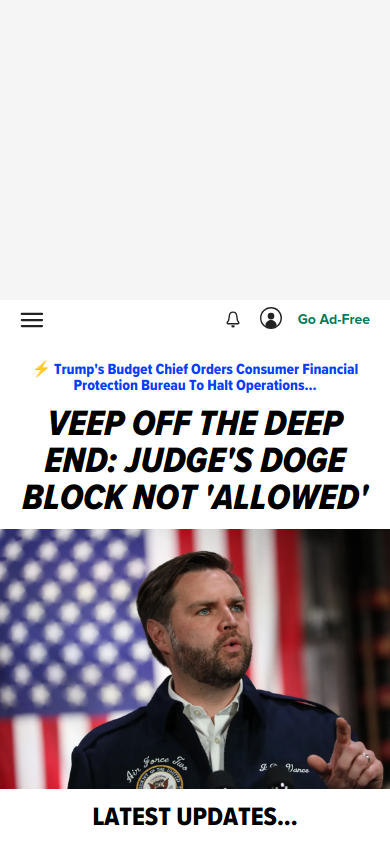 Go Ad-Free
⚡ Trump's Budget Chief Orders Consumer Financial
Protection Bureau To Halt Operations...
VEEP OFF THE DEEP
END: JUDGE'S DOGE
BLOCK NOT 'ALLOWED'
Air Force Two
Vance
LATEST UPDATES...